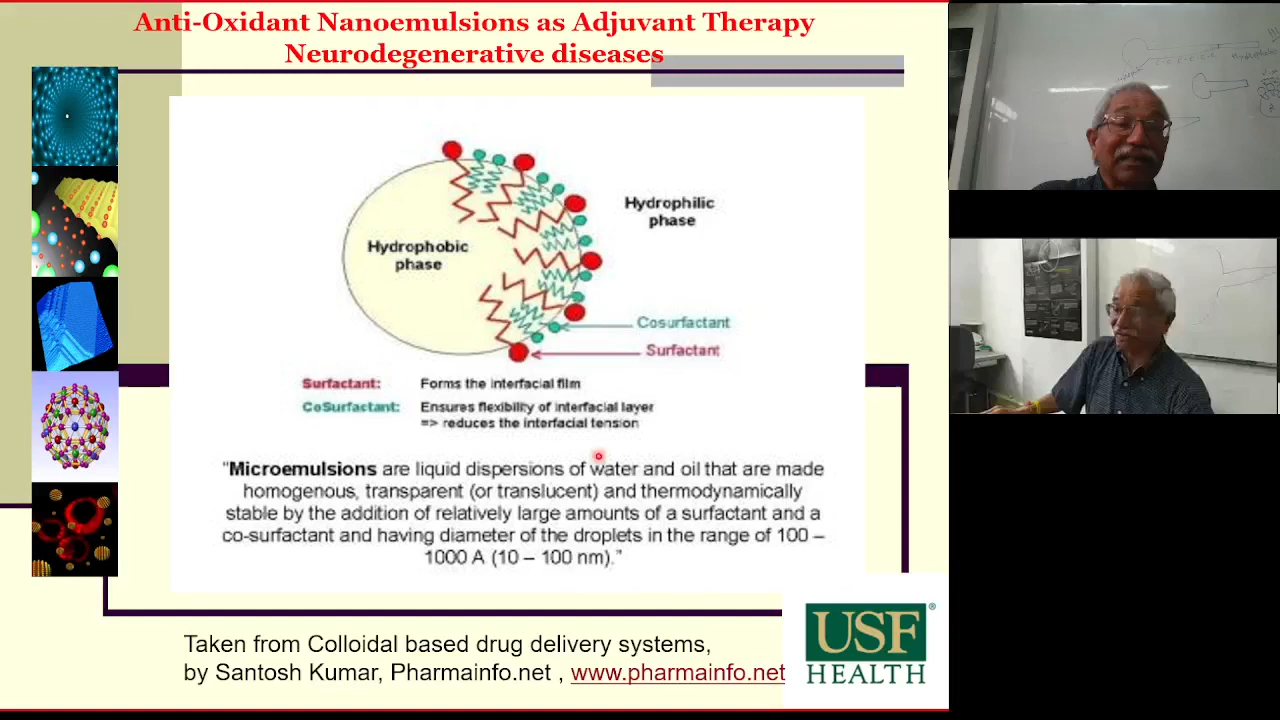 Anti-Oxidant Nanoemulsions as Adjuvant Therapy
Neurodegenerative diseases
Hydrophilic
phase
Hydrophobic
phase
Cosurfactant
Surfactant
Surfactant: Forms the interfacial film
CoSurfactant: Ensures flexibility of interfacial layer
=> reduces the interfacial tension
"Microemulsions are liquid dispersions of water and oil that are made
homogenous, transparent (or translucent) and thermodynamically
stable by the addition of relatively large amounts of a surfactant and a
co-surfactant and having diameter of the droplets in the range of 100 –
1000 A (10 – 100 nm)."
Taken from Colloidal based drug delivery systems,
by Santosh Kumar, Pharmainfo.net , www.pharmainfo.net
USF®
HEALTH